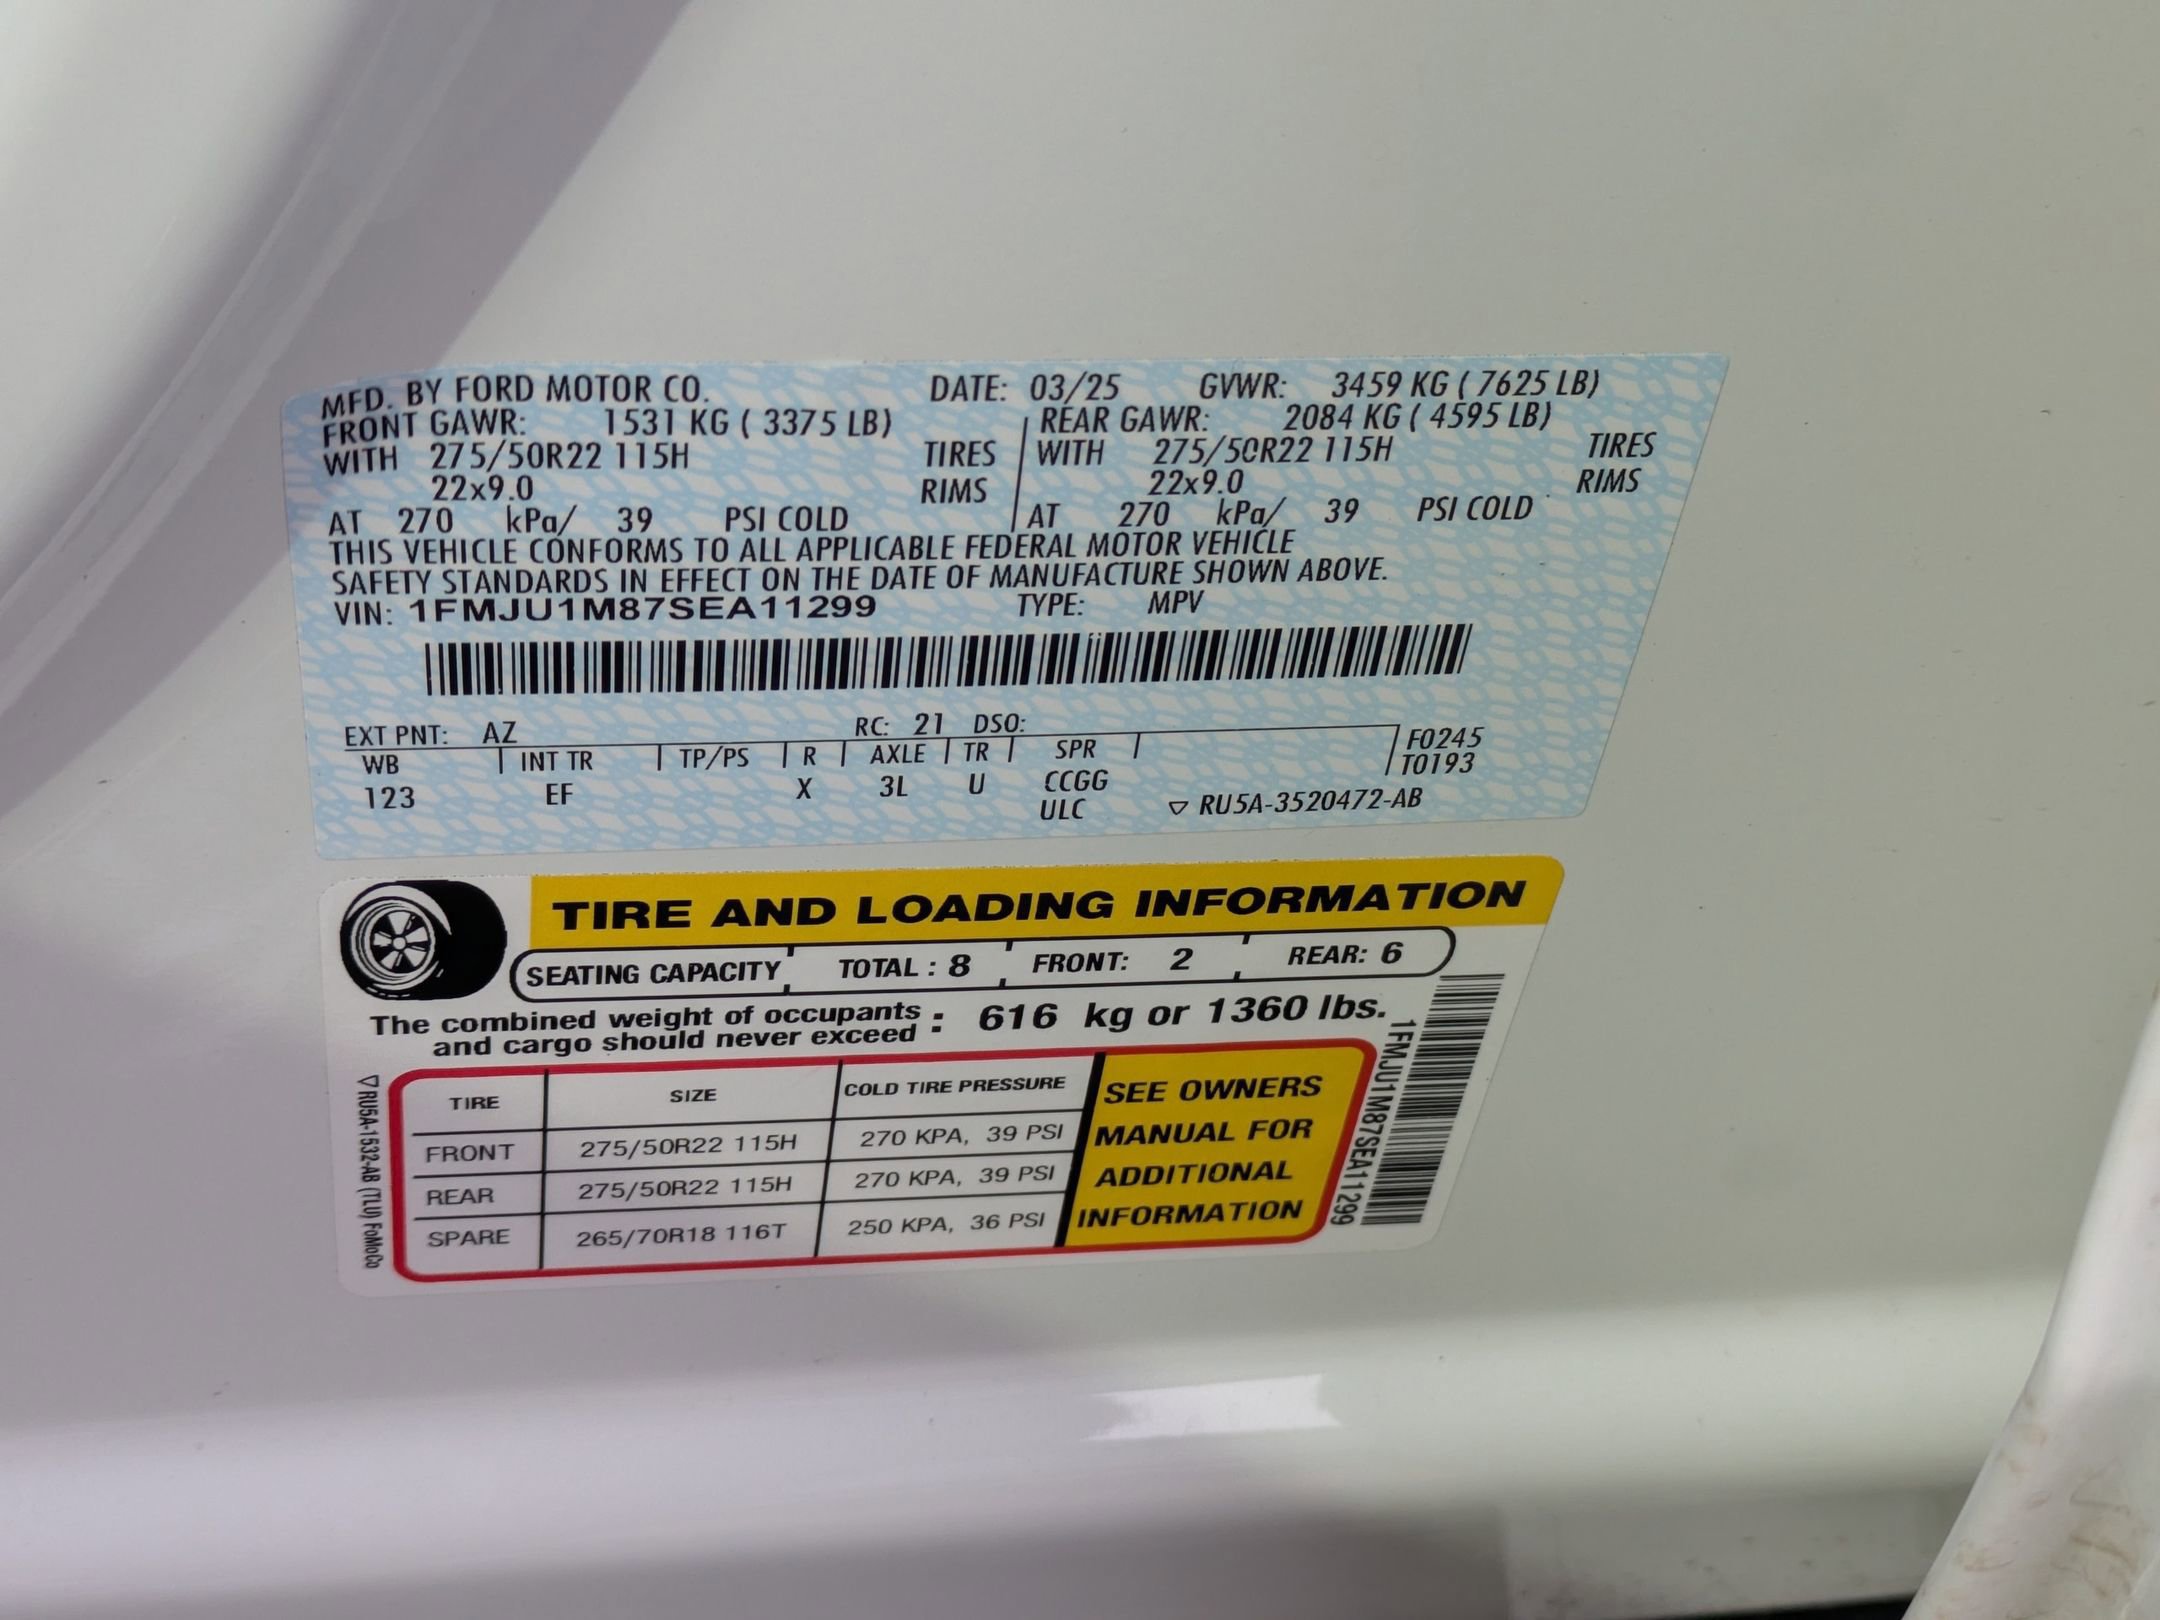 MFD. BY FORD MOTOR CO. DATE: 03/25 GVWR: 3459 KG ( 7625 LB)
FRONT GAWR: 1531 KG ( 3375 LB) REAR GAWR: 2084 KG ( 4595 LB)
WITH 275/50R22 115H TIRES WITH 275/50R22 115H TIRES
22x9.0 RIMS 22x9.0 RIMS
AT 270 kPa/ 39 PSI COLD AT 270 kPa/ 39 PSI COLD
THIS VEHICLE CONFORMS TO ALL APPLICABLE FEDERAL MOTOR VEHICLE
SAFETY STANDARDS IN EFFECT ON THE DATE OF MANUFACTURE SHOWN ABOVE.
VIN: 1FMJU1M87SEA11299 TYPE: MPV
EXT PNT: AZ RC: 21 DSO:
WB INT TR TP/PS R AXLE TR SPR F0245
T0193
123 EF X 3L U CCGG
ULC ▽ RU5A-3520472-AB
TIRE AND LOADING INFORMATION
SEATING CAPACITY TOTAL : 8 FRONT: 2 REAR: 6
The combined weight of occupants and cargo should never exceed : 616 kg or 1360 lbs.
TIRE SIZE COLD TIRE PRESSURE
FRONT 275/50R22 115H 270 KPA, 39 PSI
REAR 275/50R22 115H 270 KPA, 39 PSI
SPARE 265/70R18 116T 250 KPA, 36 PSI
SEE OWNERS
MANUAL FOR
ADDITIONAL
INFORMATION
1FMJU1M87SEA11299
▽RU5A-1532-AB (TLU) FoMoCo